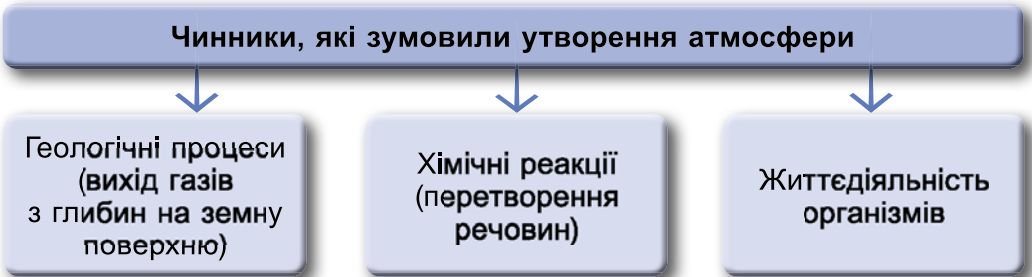 Чинники, які зумовили утворення атмосфери
Геологічні процеси
(вихід газів
з глибин на земну
поверхню)
Хімічні реакції
(перетворення
речовин)
Життєдіяльність
організмів